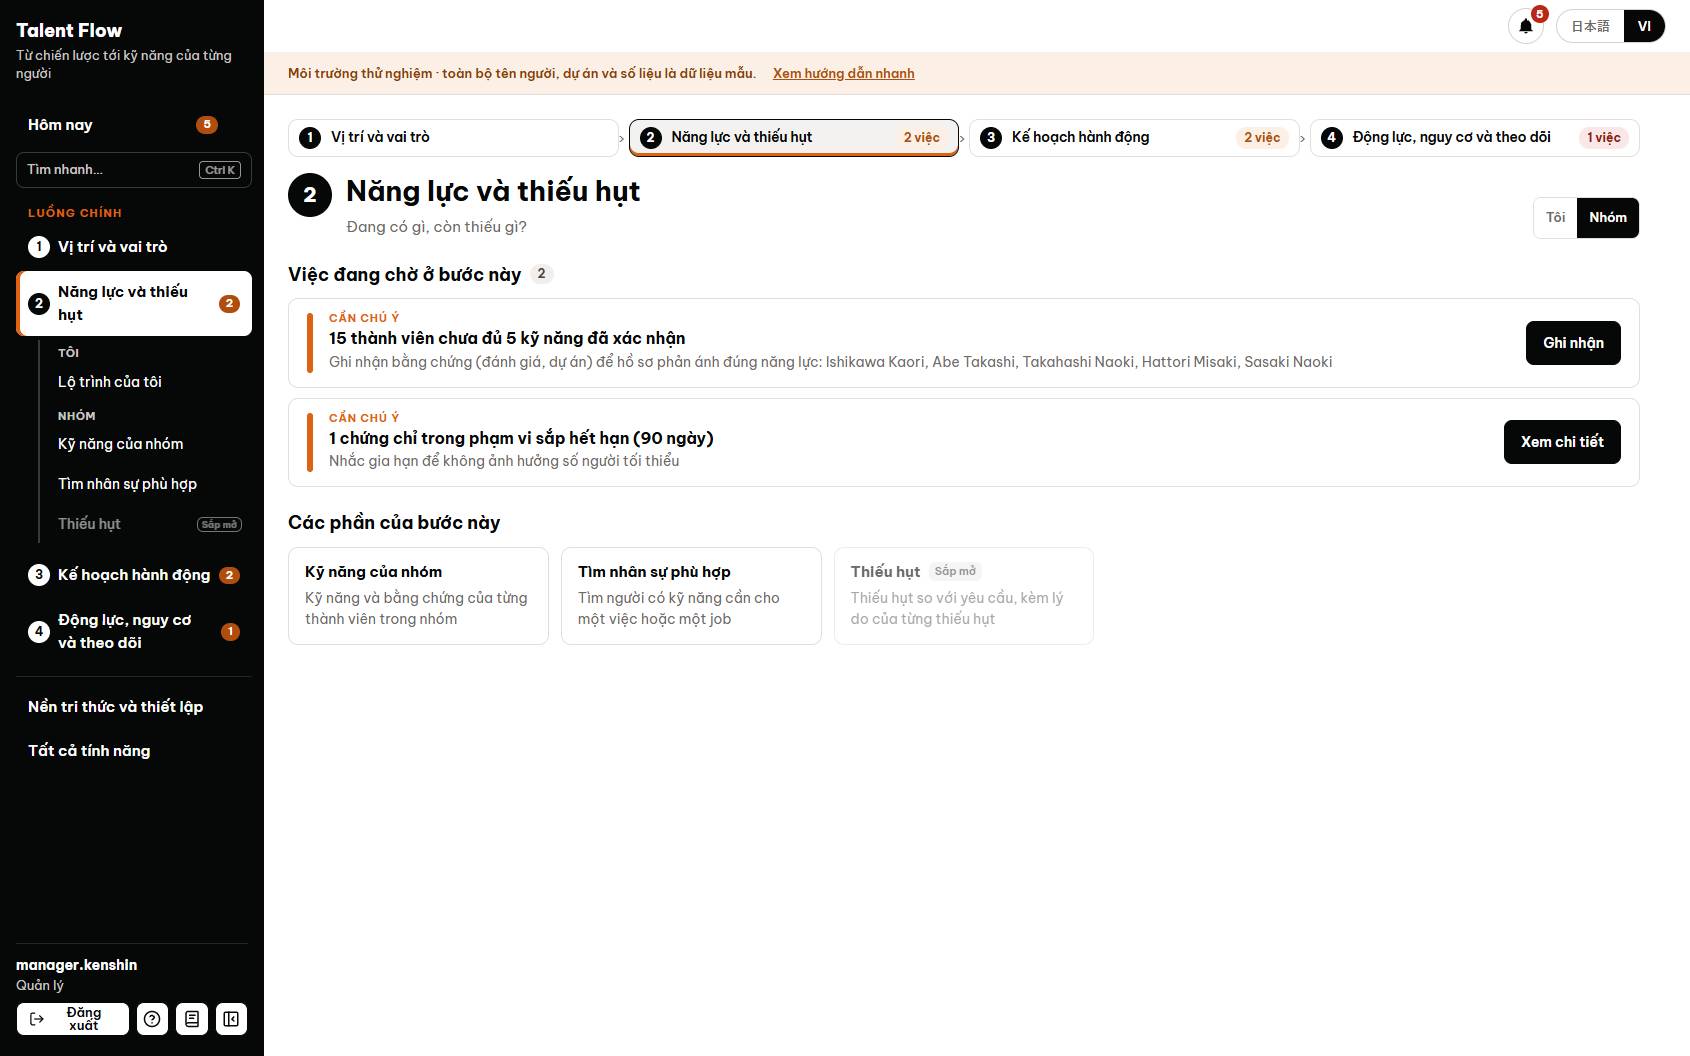 Talent Flow
Từ chiến lược tới kỹ năng của từng
người
Hôm nay 5
Tìm nhanh... Ctrl K
LUỒNG CHÍNH
1 Vị trí và vai trò
2 Năng lực và thiếu
hụt 2
TÔI
Lộ trình của tôi
NHÓM
Kỹ năng của nhóm
Tìm nhân sự phù hợp
Thiếu hụt Sắp mở
3 Kế hoạch hành động 2
4 Động lực, nguy cơ
và theo dõi 1
Nền tri thức và thiết lập
Tất cả tính năng
manager.kenshin
Quản lý
Đăng
xuất
5 日本語 VI
Môi trường thử nghiệm · toàn bộ tên người, dự án và số liệu là dữ liệu mẫu. Xem hướng dẫn nhanh
1 Vị trí và vai trò › 2 Năng lực và thiếu hụt 2 việc › 3 Kế hoạch hành động 2 việc › 4 Động lực, nguy cơ và theo dõi 1 việc
2 Năng lực và thiếu hụt
Đang có gì, còn thiếu gì?
Tôi Nhóm
Việc đang chờ ở bước này 2
CẦN CHÚ Ý
15 thành viên chưa đủ 5 kỹ năng đã xác nhận
Ghi nhận bằng chứng (đánh giá, dự án) để hồ sơ phản ánh đúng năng lực: Ishikawa Kaori, Abe Takashi, Takahashi Naoki, Hattori Misaki, Sasaki Naoki
Ghi nhận
CẦN CHÚ Ý
1 chứng chỉ trong phạm vi sắp hết hạn (90 ngày)
Nhắc gia hạn để không ảnh hưởng số người tối thiểu
Xem chi tiết
Các phần của bước này
Kỹ năng của nhóm
Kỹ năng và bằng chứng của từng
thành viên trong nhóm
Tìm nhân sự phù hợp
Tìm người có kỹ năng cần cho
một việc hoặc một job
Thiếu hụt Sắp mở
Thiếu hụt so với yêu cầu, kèm lý
do của từng thiếu hụt